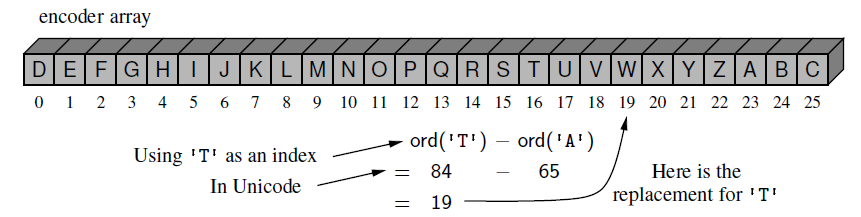 encoder array
D E F G H I J K L M N O P Q R S T U V W X Y Z A B C
0 1 2 3 4 5 6 7 8 9 10 11 12 13 14 15 16 17 18 19 20 21 22 23 24 25
Using 'T' as an index
ord('T') − ord('A')
In Unicode
= 84 − 65
= 19
Here is the
replacement for 'T'